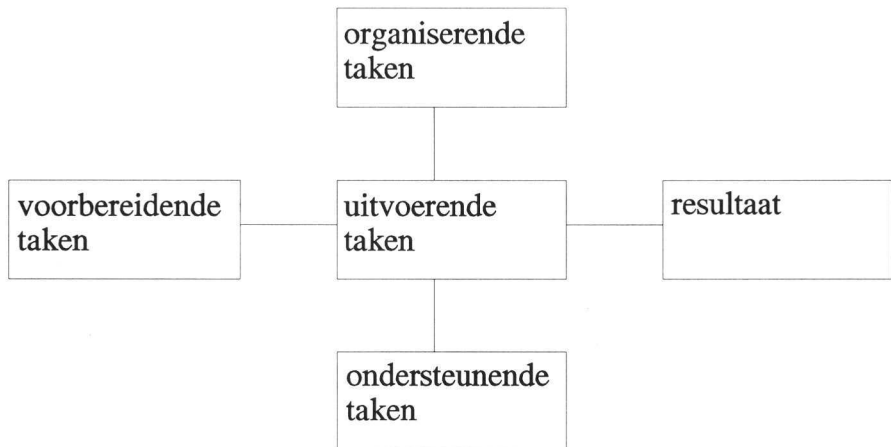 organiserende
taken
voorbereidende
taken
uitvoerende
taken
resultaat
ondersteunende
taken